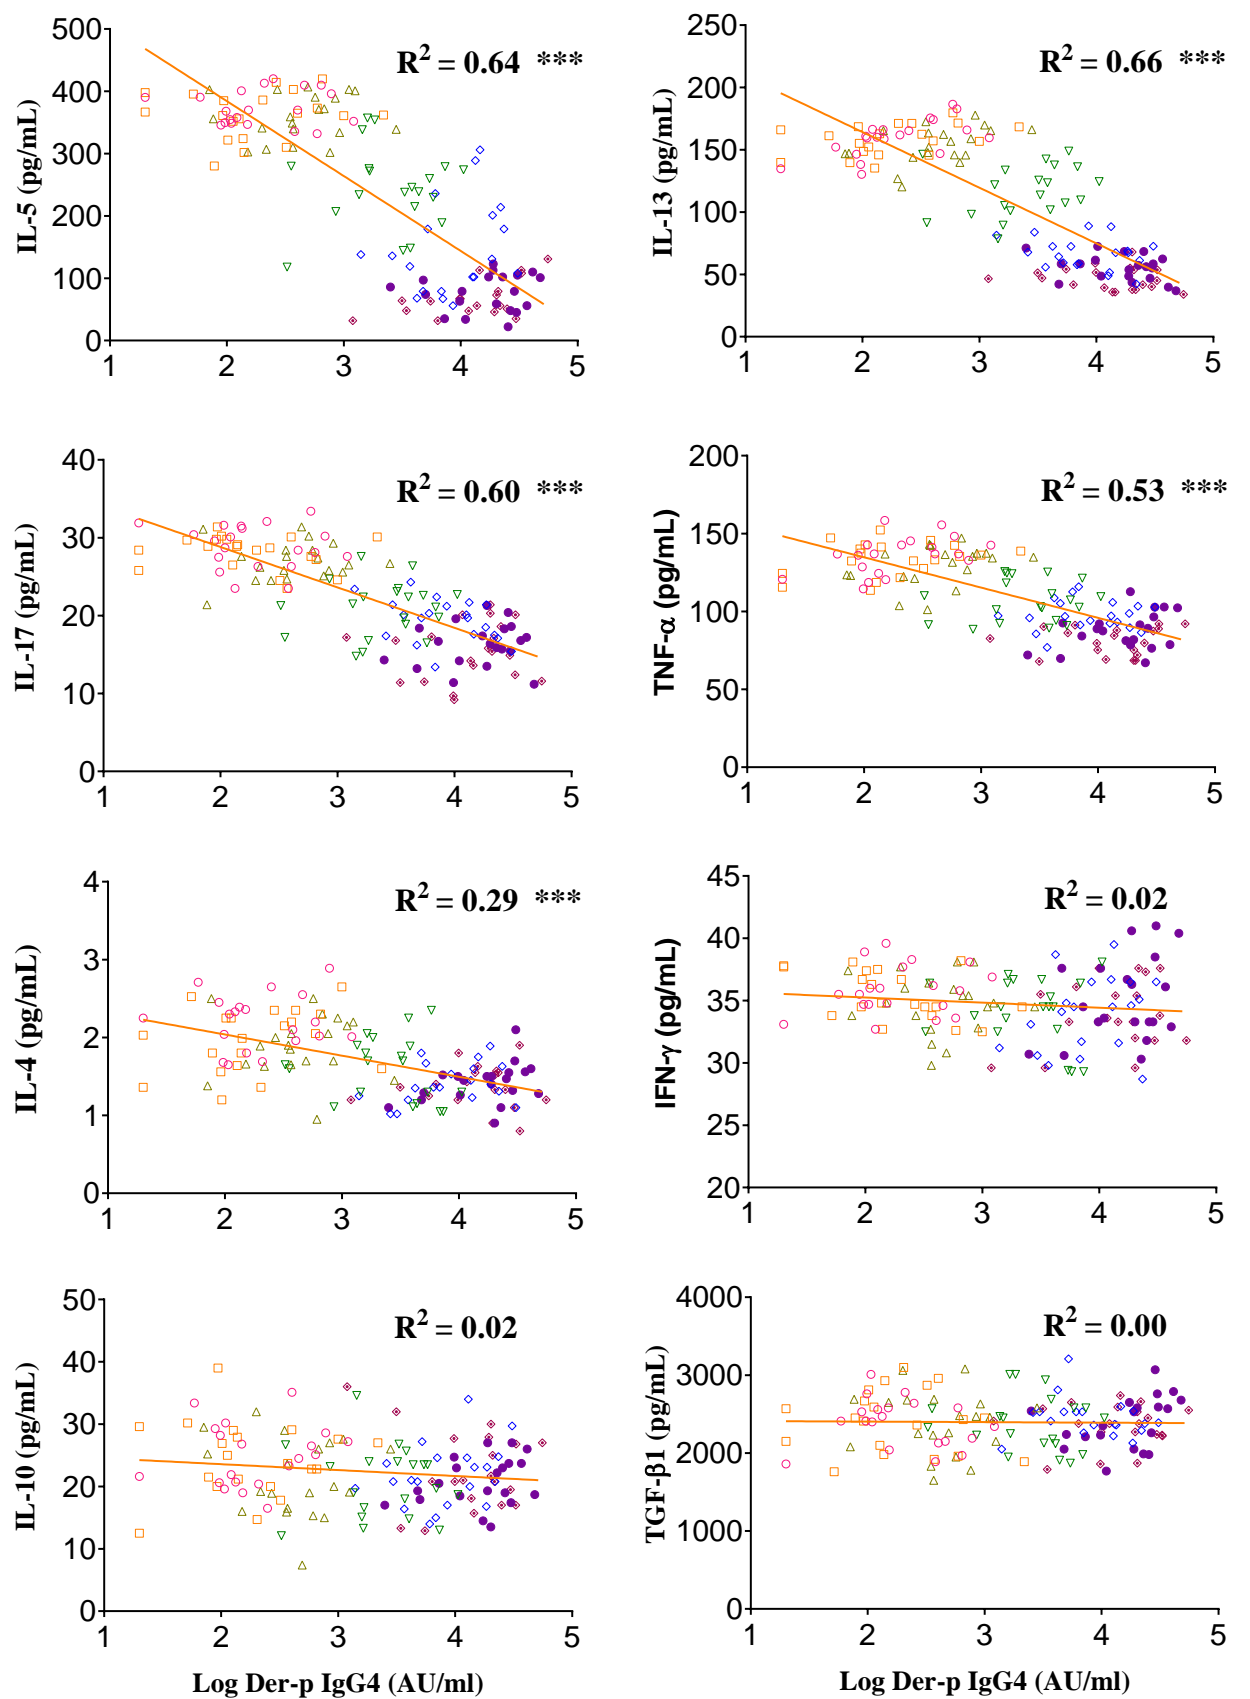 R² = 0.64 ***
IL-5 (pg/mL)
500
400
300
200
100
0
1 2 3 4 5
R² = 0.66 ***
IL-13 (pg/mL)
250
200
150
100
50
0
1 2 3 4 5
R² = 0.60 ***
IL-17 (pg/mL)
40
30
20
10
0
1 2 3 4 5
R² = 0.53 ***
TNF-α (pg/mL)
200
150
100
50
0
1 2 3 4 5
R² = 0.29 ***
IL-4 (pg/mL)
4
3
2
1
0
1 2 3 4 5
R² = 0.02
IFN-γ (pg/mL)
45
40
35
30
25
20
1 2 3 4 5
R² = 0.02
IL-10 (pg/mL)
50
40
30
20
10
0
1 2 3 4 5
Log Der-p IgG4 (AU/ml)
R² = 0.00
TGF-β1 (pg/mL)
4000
3000
2000
1000
0
1 2 3 4 5
Log Der-p IgG4 (AU/ml)